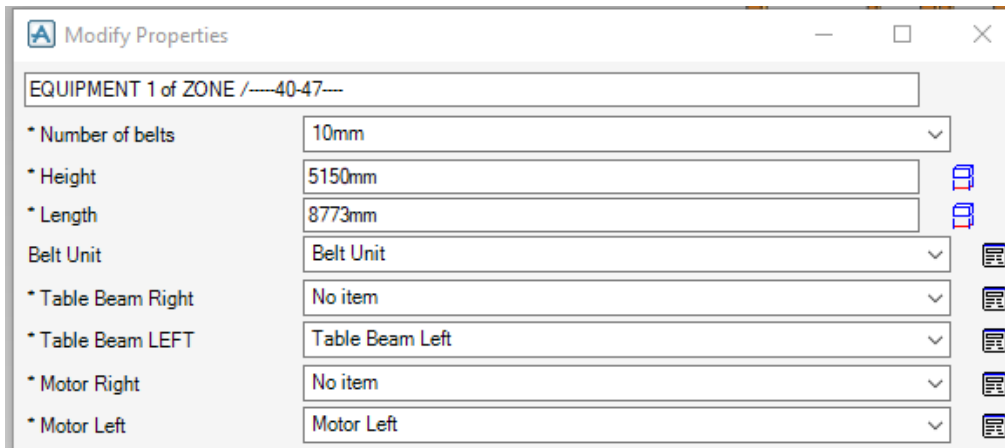 Modify Properties
EQUIPMENT 1 of ZONE /-----40-47----
* Number of belts 10mm
* Height 5150mm
* Length 8773mm
Belt Unit Belt Unit
* Table Beam Right No item
* Table Beam LEFT Table Beam Left
* Motor Right No item
* Motor Left Motor Left